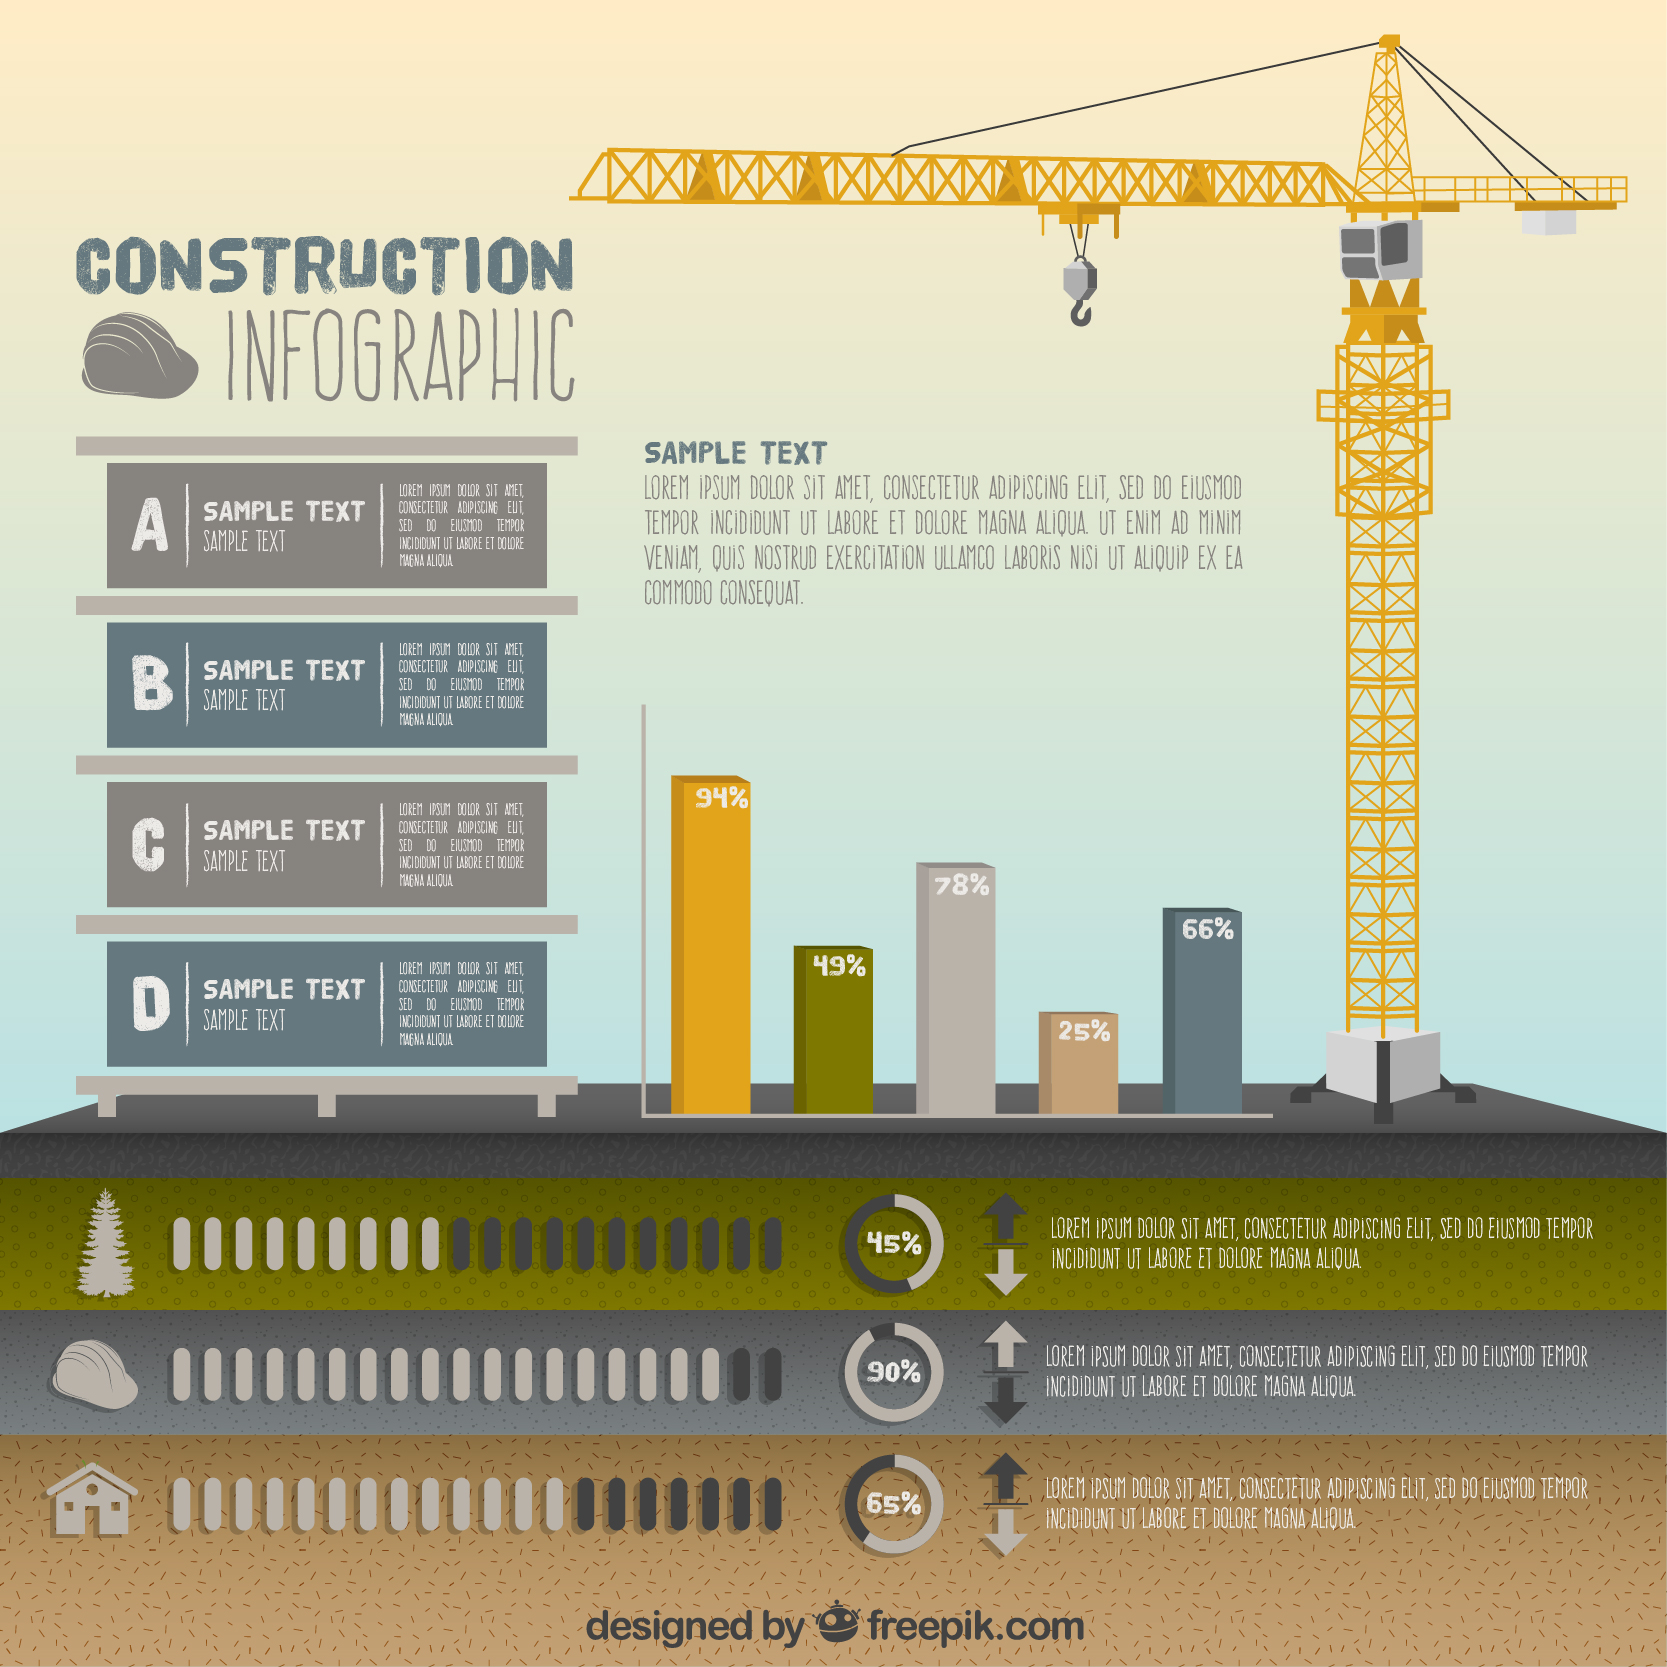 CONSTRUCTION
INFOGRAPHIC
A
SAMPLE TEXT
SAMPLE TEXT
LOREM IPSUM DOLOR SIT AMET,
CONSECTETUR ADIPISCING ELIT,
SED DO EIUSMOD TEMPOR
INCIDIDUNT UT LABORE ET DOLORE
MAGNA ALIQUA.
B
SAMPLE TEXT
SAMPLE TEXT
LOREM IPSUM DOLOR SIT AMET,
CONSECTETUR ADIPISCING ELIT,
SED DO EIUSMOD TEMPOR
INCIDIDUNT UT LABORE ET DOLORE
MAGNA ALIQUA.
C
SAMPLE TEXT
SAMPLE TEXT
LOREM IPSUM DOLOR SIT AMET,
CONSECTETUR ADIPISCING ELIT,
SED DO EIUSMOD TEMPOR
INCIDIDUNT UT LABORE ET DOLORE
MAGNA ALIQUA.
D
SAMPLE TEXT
SAMPLE TEXT
LOREM IPSUM DOLOR SIT AMET,
CONSECTETUR ADIPISCING ELIT,
SED DO EIUSMOD TEMPOR
INCIDIDUNT UT LABORE ET DOLORE
MAGNA ALIQUA.
SAMPLE TEXT
LOREM IPSUM DOLOR SIT AMET, CONSECTETUR ADIPISCING ELIT, SED DO EIUSMOD
TEMPOR INCIDIDUNT UT LABORE ET DOLORE MAGNA ALIQUA. UT ENIM AD MINIM
VENIAM, QUIS NOSTRUD EXERCITATION ULLAMCO LABORIS NISI UT ALIQUIP EX EA
COMMODO CONSEQUAT.
94%
49%
78%
25%
66%
45%
LOREM IPSUM DOLOR SIT AMET, CONSECTETUR ADIPISCING ELIT, SED DO EIUSMOD TEMPOR
INCIDIDUNT UT LABORE ET DOLORE MAGNA ALIQUA.
90%
LOREM IPSUM DOLOR SIT AMET, CONSECTETUR ADIPISCING ELIT, SED DO EIUSMOD TEMPOR
INCIDIDUNT UT LABORE ET DOLORE MAGNA ALIQUA.
65%
LOREM IPSUM DOLOR SIT AMET, CONSECTETUR ADIPISCING ELIT, SED DO EIUSMOD TEMPOR
INCIDIDUNT UT LABORE ET DOLORE MAGNA ALIQUA.
designed by freepik.com